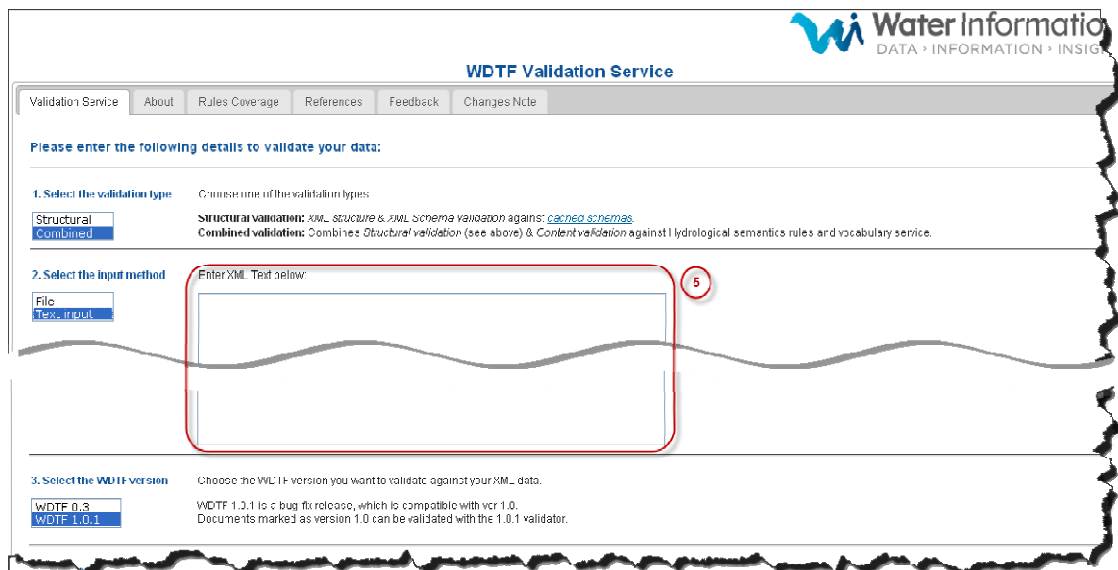 Water Informatio
DATA › INFORMATION › INSIG
WDTF Validation Service
Validation Service About Rules Coverage References Feedback Changes Note
Please enter the following details to validate your data:
1. Select the validation type Choose one of the validation types
Structural
Combined
Structural validation: XML structure & XML Schema validation against cached schemas.
Combined validation: Combines Structural validation (see above) & Content validation against Hydrological semantics rules and vocabulary service.
2. Select the input method Enter XML Text below:
5
File
Text input
3. Select the WDTF version Choose the WDTF version you want to validate against your XML data.
WDTF 0.3
WDTF 1.0.1
WDTF 1.0.1 is a bug fix release, which is compatible with ver 1.0.
Documents marked as version 1.0 can be validated with the 1.0.1 validator.